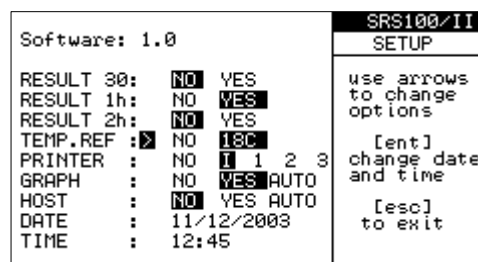 Software: 1.0
RESULT 30: NO YES
RESULT 1h: NO YES
RESULT 2h: NO YES
TEMP.REF :> NO 18C
PRINTER : NO I 1 2 3
GRAPH : NO YES AUTO
HOST : NO YES AUTO
DATE : 11/12/2003
TIME : 12:45
SRS100/II
SETUP
use arrows
to change
options
[ent]
change date
and time
[esc]
to exit